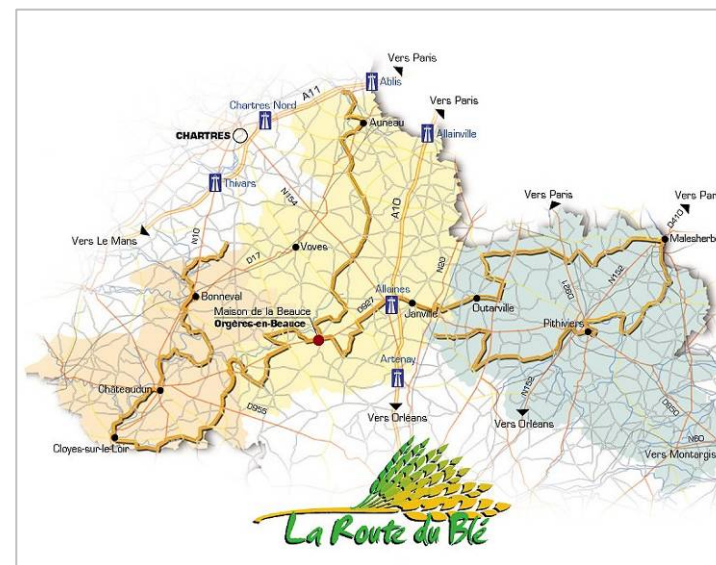 Vers Paris
Ablis
A11
Chartres Nord
Vers Paris
Auneau
CHARTRES
Allainville
Thivars
N154
Vers Paris
Vers Par
A10
D410
Vers Le Mans
N10
Malesherb
Voves
D17
N20
N152
D921
Bonneval
Allaines
Outarville
Maison de la Beauce
D927
Janville
Orgères-en-Beauce
Pithiviers
Artenay
Châteaudun
N152
D955
Vers Orléans
Vers Orléans
D950
Cloyes-sur-le-Loir
N60
Vers Montargis
La Route du Blé